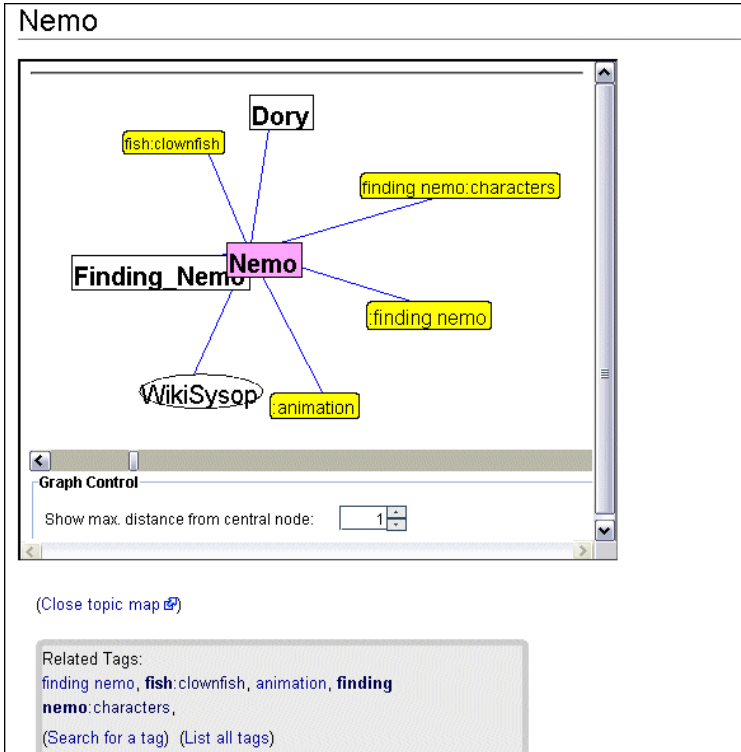 Nemo
Dory
fish:clownfish
finding nemo:characters
Nemo
Finding_Nemo
:finding nemo
WikiSysop
:animation
Graph Control
Show max. distance from central node: 1
(Close topic map)
Related Tags:
finding nemo, fish:clownfish, animation, finding
nemo:characters,
(Search for a tag) (List all tags)